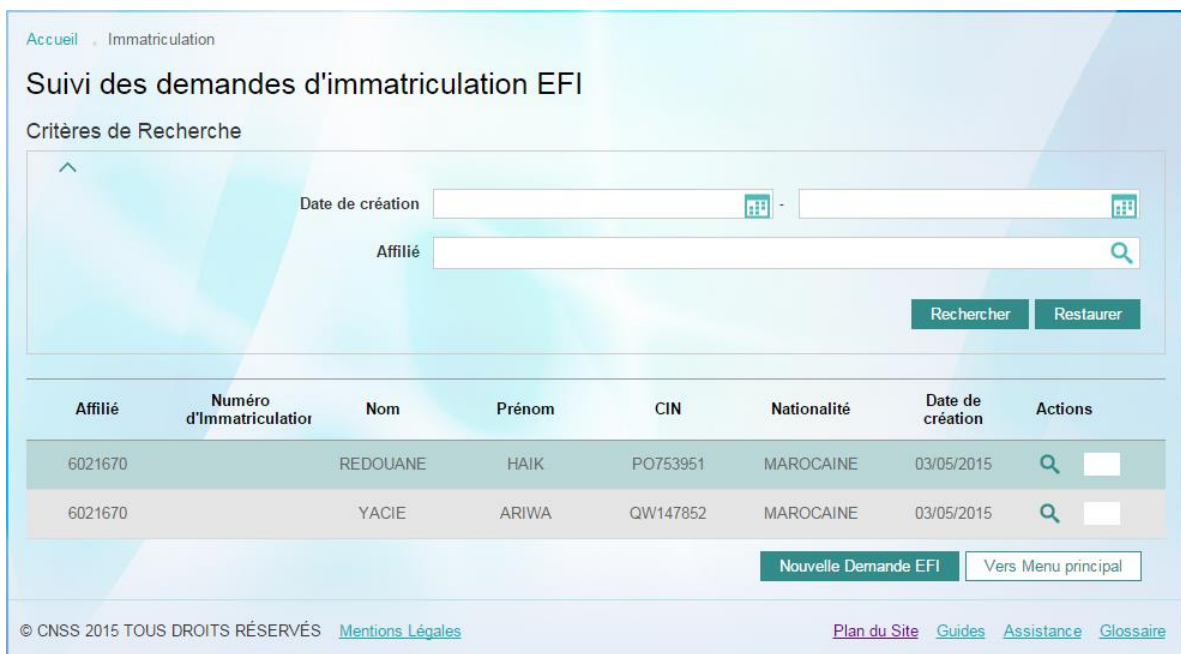 Accueil . Immatriculation
Suivi des demandes d'immatriculation EFI
Critères de Recherche
Date de création -
Affilié
Rechercher Restaurer
Affilié Numéro d'Immatriculation Nom Prénom CIN Nationalité Date de création Actions
6021670 REDOUANE HAIK PO753951 MAROCAINE 03/05/2015
6021670 YACIE ARIWA QW147852 MAROCAINE 03/05/2015
Nouvelle Demande EFI Vers Menu principal
© CNSS 2015 TOUS DROITS RÉSERVÉS Mentions Légales Plan du Site Guides Assistance Glossaire